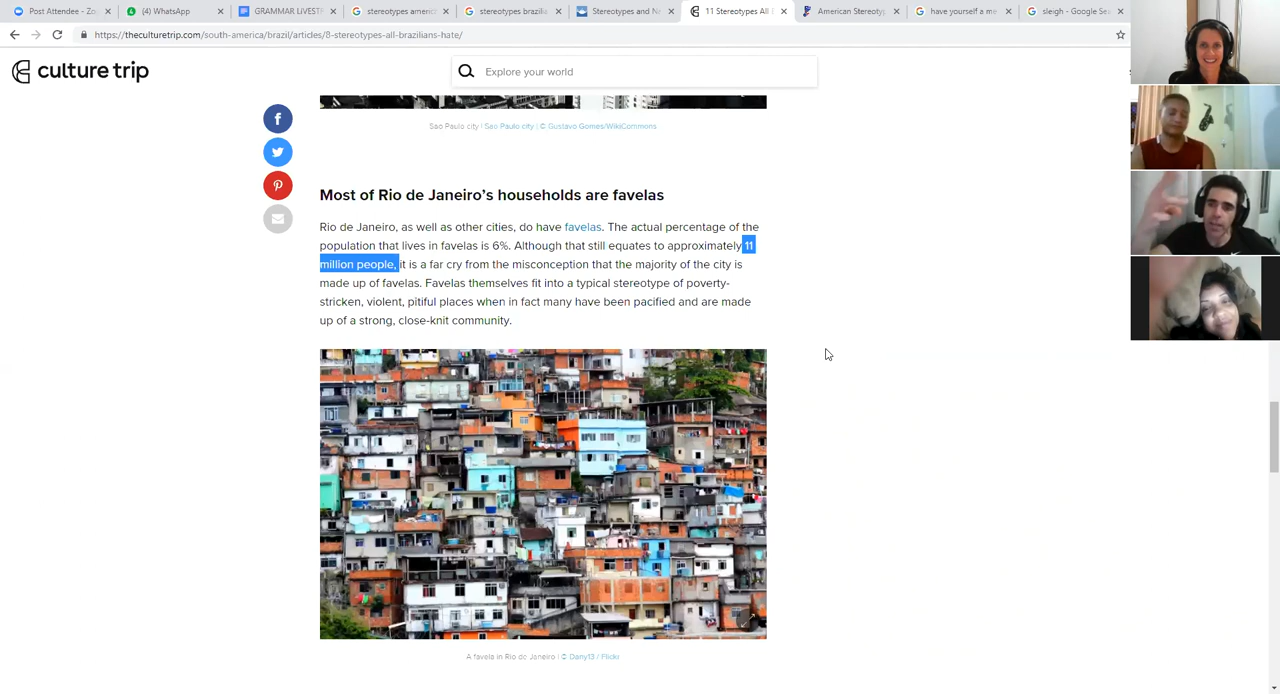 Post Attendee - Zo
(4) WhatsApp
GRAMMAR LiVEST
stereotypes americ
stereotypes brazilia
Stereotypes and Ne
11 Stereotypes All
American Stereotyp
have yourself a me
sleigh - Google Sea
https://theculturetrip.com/south-america/brazil/articles/8-stereotypes-all-brazilians-hate/
culture trip
Explore your world
Sao Paulo city | Sao Paulo city | © Gustavo Gomes/WikiCommons
Most of Rio de Janeiro's households are favelas
Rio de Janeiro, as well as other cities, do have favelas. The actual percentage of the
population that lives in favelas is 6%. Although that still equates to approximately 11
million people, it is a far cry from the misconception that the majority of the city is
made up of favelas. Favelas themselves fit into a typical stereotype of poverty-
stricken, violent, pitiful places when in fact many have been pacified and are made
up of a strong, close-knit community.
A favela in Rio de Janeiro | © Dany13 / Flickr